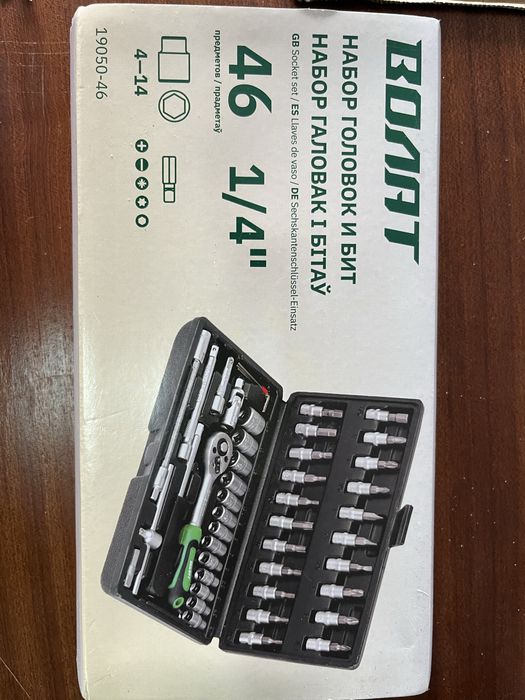 ВОЛАТ
НАБОР ГОЛОВОК И БИТ
НАБОР ГАЛОВАК І БІТАЎ
GB Socket set / ES Llaves de vaso / DE Sechskantenschlüssel-Einsatz
46 1/4"
предметов / прадметаў
4—14
19050-46